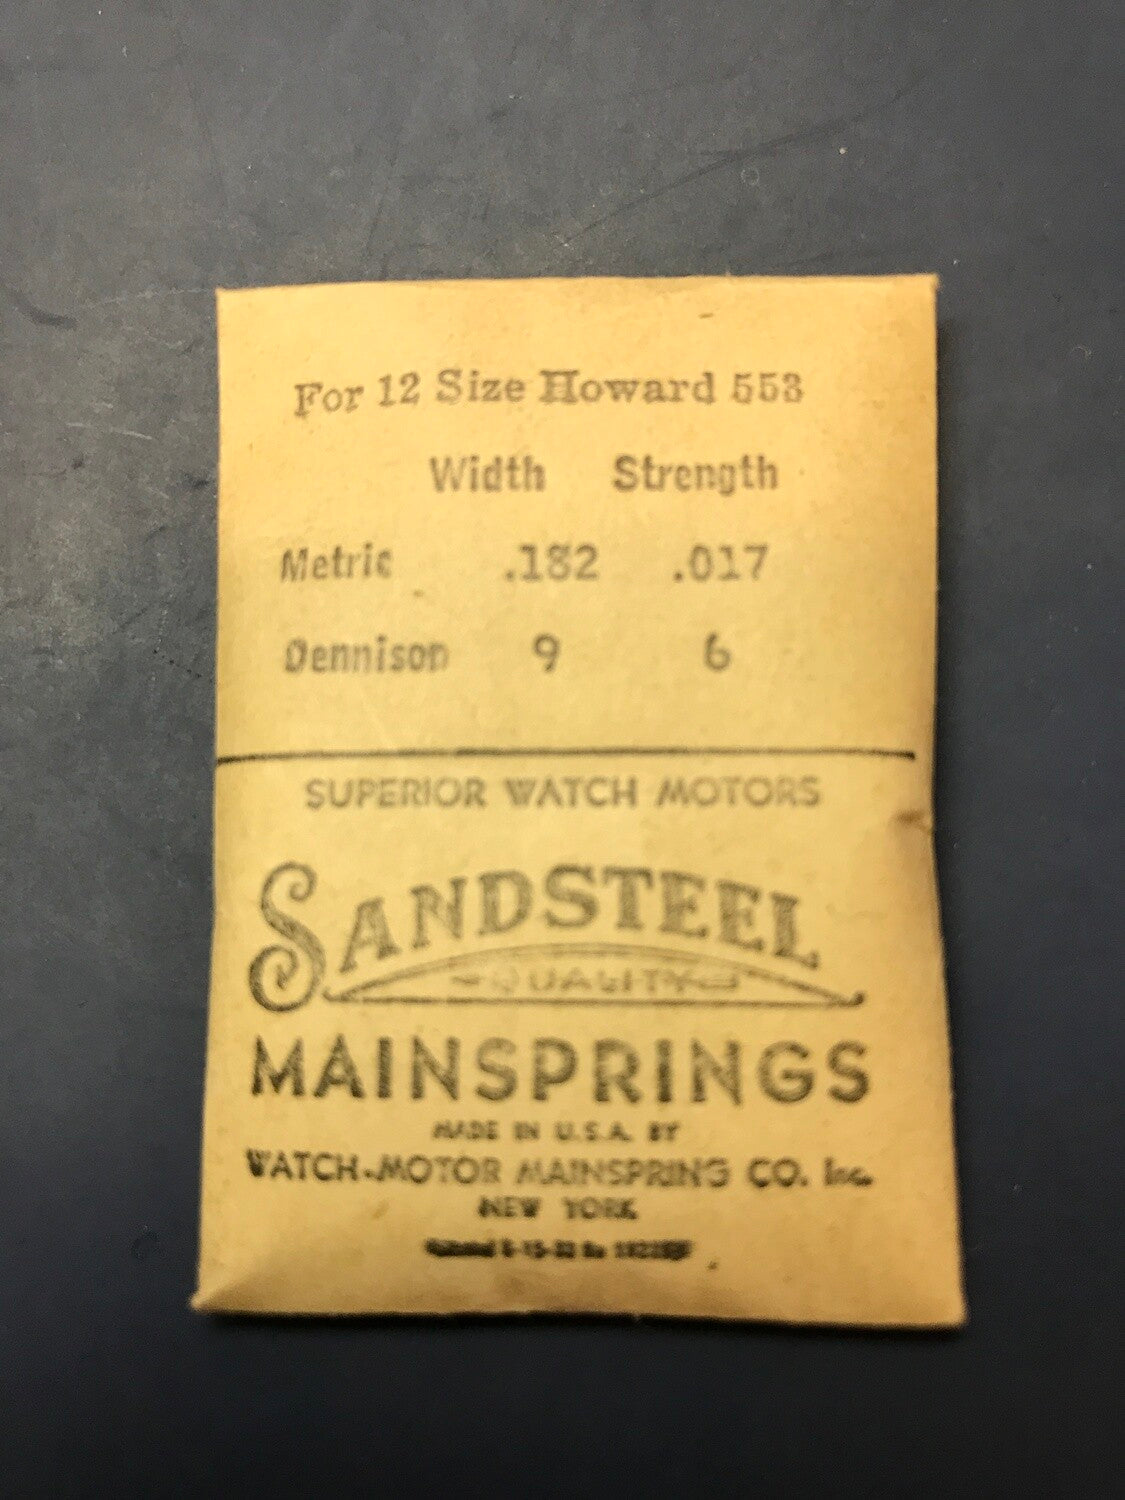 For 12 Size Howard 553
Width Strength
Metric .182 .017
Dennison 9 6
SUPERIOR WATCH MOTORS
SANDSTEEL
QUALITY
MAINSPRINGS
MADE IN U.S.A. BY
WATCH-MOTOR MAINSPRING CO. Inc.
NEW YORK